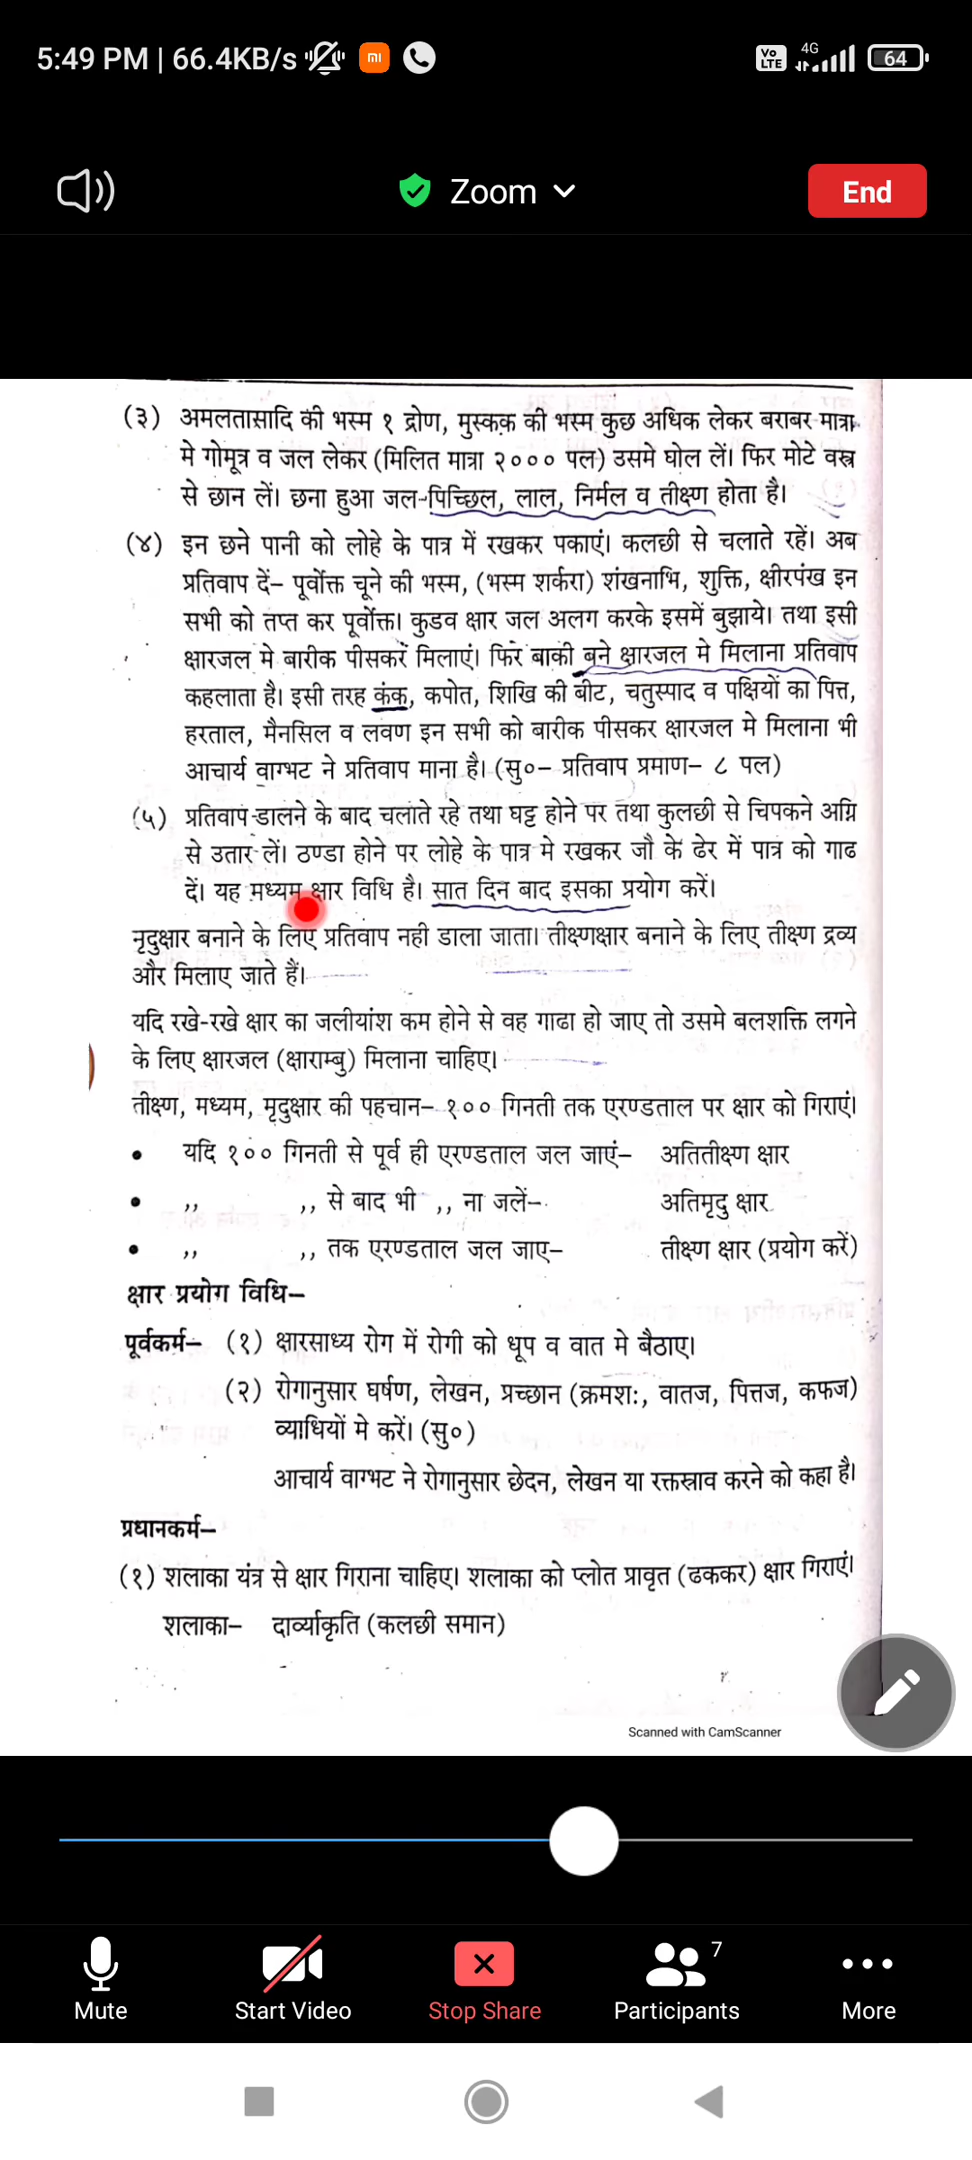 5:49 PM | 66.4KB/s
mi
Vo LTE
4G
64
Zoom
End
(३) अमलतासादि की भस्म १ द्रोण, मुस्कक़ की भस्म कुछ अधिक लेकर बराबर मात्रा
मे गोमूत्र व जल लेकर (मिलित मात्रा २००० पल) उसमे घोल लें। फिर मोटे वस्त्र
से छान लें। छना हुआ जल-पिच्छिल, लाल, निर्मल व तीक्ष्ण होता है।
(४) इन छने पानी को लोहे के पात्र में रखकर पकाएं। कलछी से चलाते रहें। अब
प्रतिवाप दें– पूर्वोक्त चूने की भस्म, (भस्म शर्करा) शंखनाभि, शुक्ति, क्षीरपंख इन
सभी को तप्त कर पूर्वोक्त। कुडव क्षार जल अलग करके इसमें बुझाये। तथा इसी
क्षारजल मे बारीक पीसकरें मिलाएं। फिर बाकी बने क्षारजल मे मिलाना प्रतिवाप
कहलाता है। इसी तरह कंक, कपोत, शिखि की बीट, चतुस्पाद व पक्षियों का पित्त,
हरताल, मैनसिल व लवण इन सभी को बारीक पीसकर क्षारजल मे मिलाना भी
आचार्य वाग्भट ने प्रतिवाप माना है। (सु०– प्रतिवाप प्रमाण– ८ पल)
(५) प्रतिवाप डालने के बाद चलाते रहे तथा घट्ट होने पर तथा कुलछी से चिपकने अग्नि
से उतार लें। ठण्डा होने पर लोहे के पात्र मे रखकर जौ के ढेर में पात्र को गाढ
दें। यह मध्यम क्षार विधि है। सात दिन बाद इसका प्रयोग करें।
नृदुक्षार बनाने के लिए प्रतिवाप नही डाला जाता। तीक्ष्णक्षार बनाने के लिए तीक्ष्ण द्रव्य
और मिलाए जाते हैं।
यदि रखे-रखे क्षार का जलीयांश कम होने से वह गाढा हो जाए तो उसमे बलशक्ति लगने
के लिए क्षारजल (क्षाराम्बु) मिलाना चाहिए।
तीक्ष्ण, मध्यम, मृदुक्षार की पहचान– १०० गिनती तक एरण्डताल पर क्षार को गिराएं।
• यदि १०० गिनती से पूर्व ही एरण्डताल जल जाएं– अतितीक्ष्ण क्षार
• ,, ,, से बाद भी ,, ना जलें– अतिमृदु क्षार
• ,, ,, तक एरण्डताल जल जाए– तीक्ष्ण क्षार (प्रयोग करें)
क्षार प्रयोग विधि–
पूर्वकर्म– (१) क्षारसाध्य रोग में रोगी को धूप व वात मे बैठाए।
(२) रोगानुसार घर्षण, लेखन, प्रच्छान (क्रमश:, वातज, पित्तज, कफज)
व्याधियों मे करें। (सु०)
आचार्य वाग्भट ने रोगानुसार छेदन, लेखन या रक्तस्राव करने को कहा है।
प्रधानकर्म–
(१) शलाका यंत्र से क्षार गिराना चाहिए। शलाका को प्लोत प्रावृत (ढककर) क्षार गिराएं।
शलाका– दार्व्याकृति (कलछी समान)
Scanned with CamScanner
Mute
Start Video
Stop Share
Participants
7
More